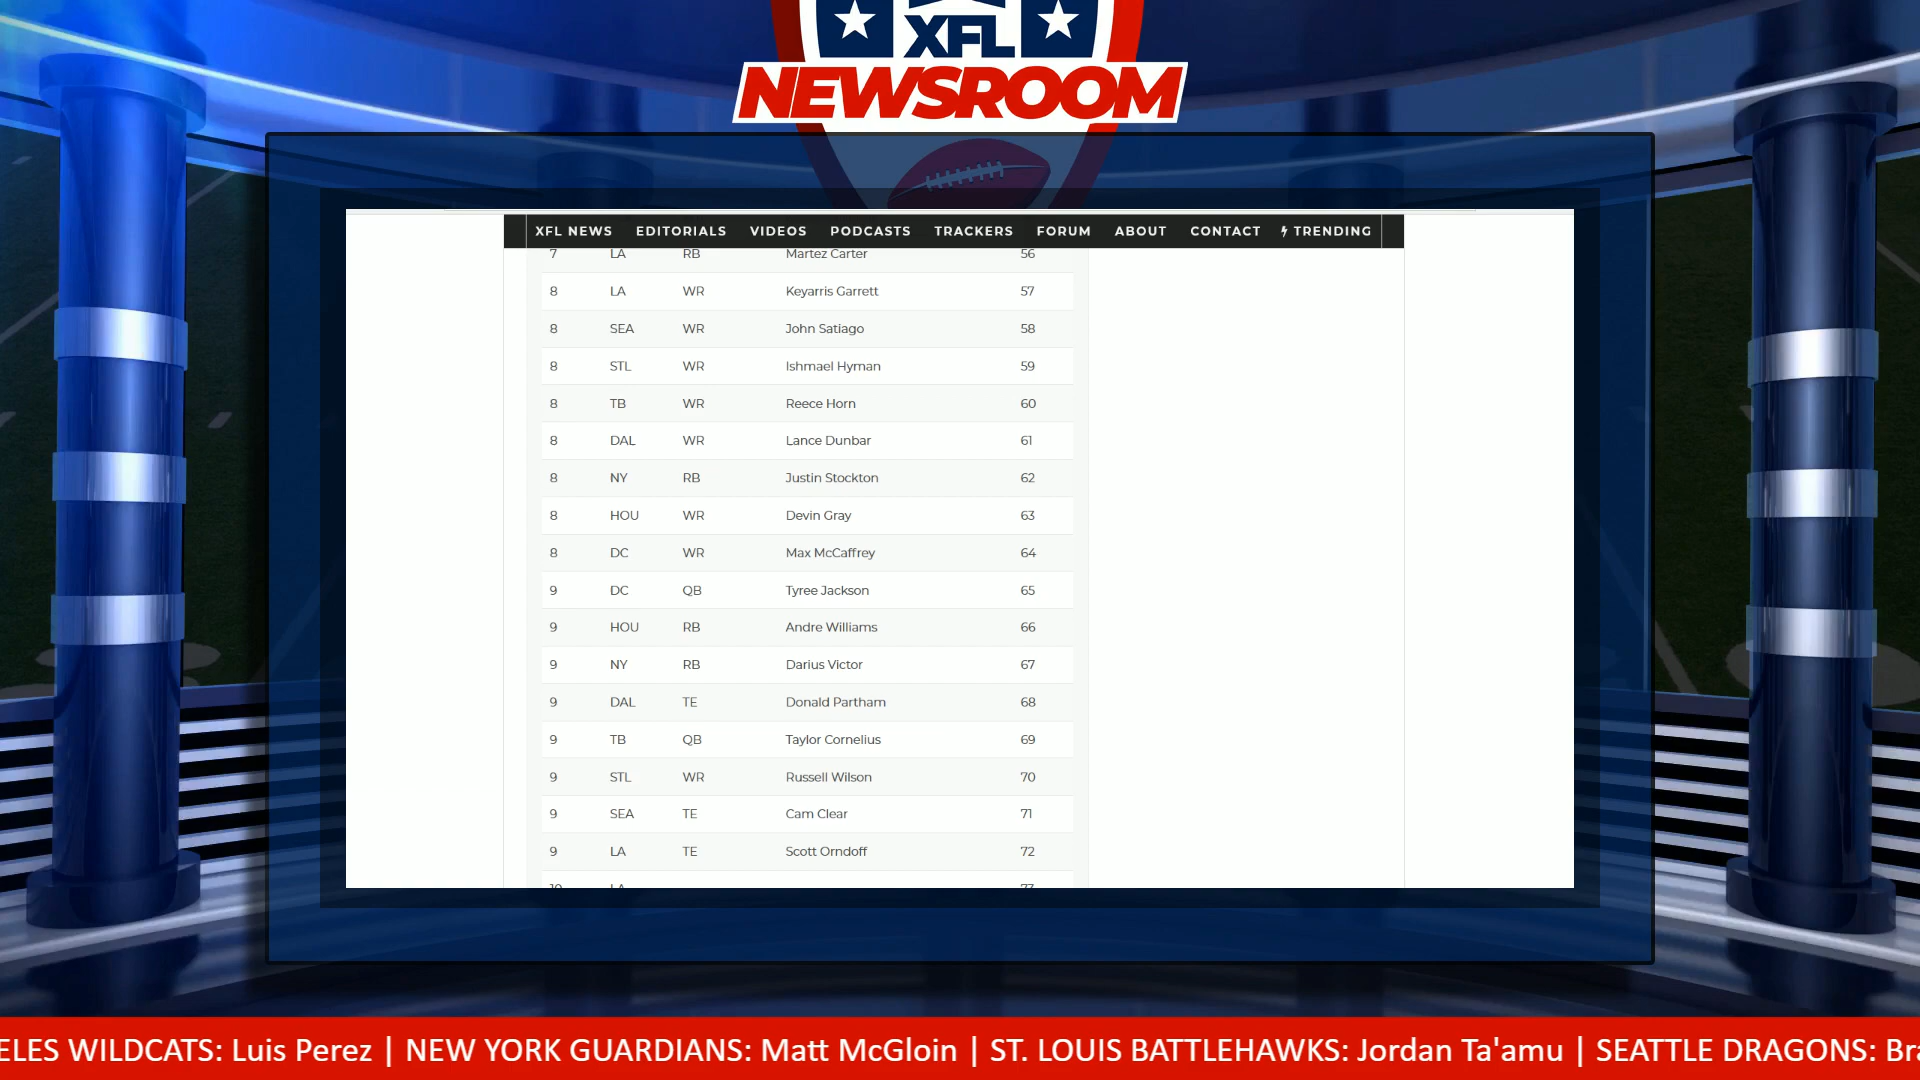 XFL
NEWSROOM
XFL NEWS EDITORIALS VIDEOS PODCASTS TRACKERS FORUM ABOUT CONTACT TRENDING
7 LA RB Martez Carter 56
8 LA WR Keyarris Garrett 57
8 SEA WR John Satiago 58
8 STL WR Ishmael Hyman 59
8 TB WR Reece Horn 60
8 DAL WR Lance Dunbar 61
8 NY RB Justin Stockton 62
8 HOU WR Devin Gray 63
8 DC WR Max McCaffrey 64
9 DC QB Tyree Jackson 65
9 HOU RB Andre Williams 66
9 NY RB Darius Victor 67
9 DAL TE Donald Partham 68
9 TB QB Taylor Cornelius 69
9 STL WR Russell Wilson 70
9 SEA TE Cam Clear 71
9 LA TE Scott Orndoff 72
ELES WILDCATS: Luis Perez | NEW YORK GUARDIANS: Matt McGloin | ST. LOUIS BATTLEHAWKS: Jordan Ta'amu | SEATTLE DRAGONS: Bra